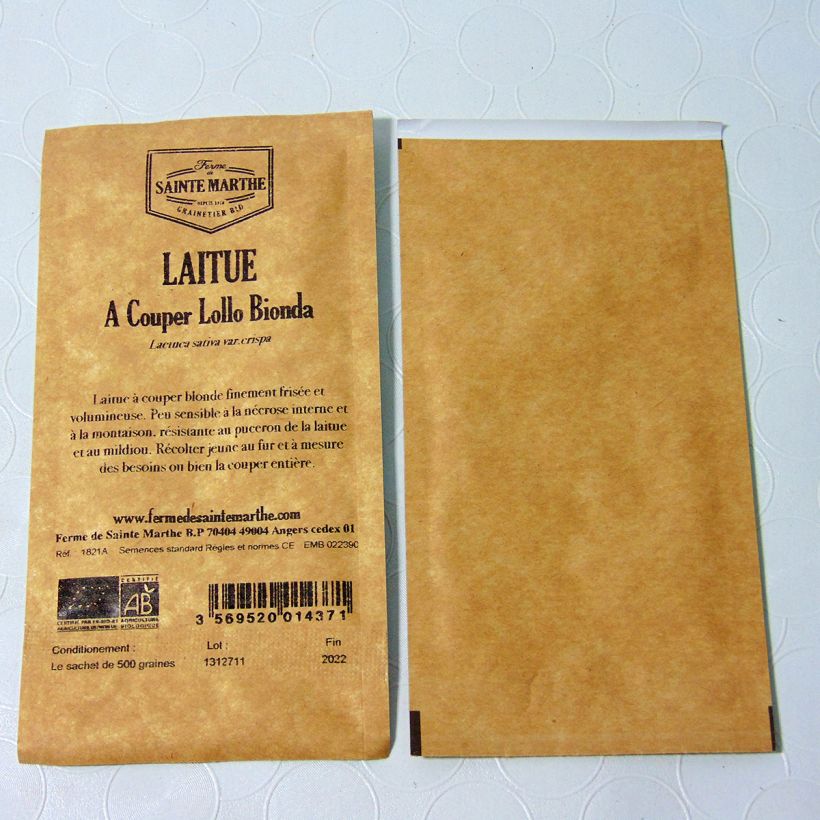 Ferme
de
SAINTE MARTHE
DEPUIS 1974
GRAINETIER BIO
LAITUE
A Couper Lollo Bionda
Lactuca sativa var.crispa
Laitue à couper blonde finement frisée et
volumineuse. Peu sensible à la nécrose interne et
à la montaison, résistante au puceron de la laitue
et au mildiou. Récolter jeune au fur et à mesure
des besoins ou bien la couper entière.
www.fermedesaintemarthe.com
Ferme de Sainte Marthe B.P 70404 49004 Angers cedex 01
Réf. 1821A Semences standard Règles et normes CE EMB 022390
CERTIFIÉ
AB
AGRICULTURE
BIOLOGIQUE
3 569520 014371
Conditionement : Lot : Fin
Le sachet de 500 graines 1312711 2022